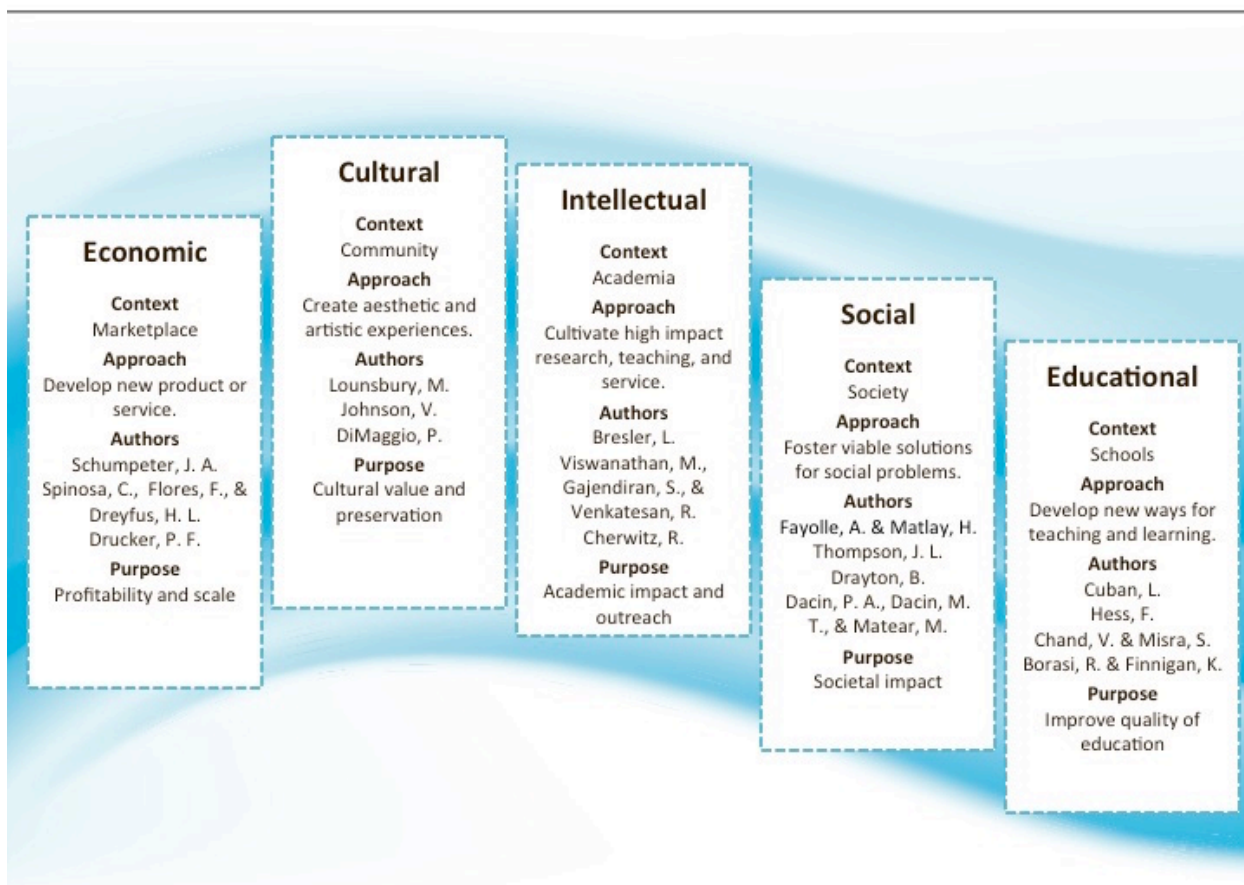 Economic
Context
Marketplace
Approach
Develop new product or
service.
Authors
Schumpeter, J. A.
Spinosa, C., Flores, F., &
Dreyfus, H. L.
Drucker, P. F.
Purpose
Profitability and scale
Cultural
Context
Community
Approach
Create aesthetic and
artistic experiences.
Authors
Lounsbury, M.
Johnson, V.
DiMaggio, P.
Purpose
Cultural value and
preservation
Intellectual
Context
Academia
Approach
Cultivate high impact
research, teaching, and
service.
Authors
Bresler, L.
Viswanathan, M.,
Gajendiran, S., &
Venkatesan, R.
Cherwitz, R.
Purpose
Academic impact and
outreach
Social
Context
Society
Approach
Foster viable solutions
for social problems.
Authors
Fayolle, A. & Matlay, H.
Thompson, J. L.
Drayton, B.
Dacin, P. A., Dacin, M.
T., & Matear, M.
Purpose
Societal impact
Educational
Context
Schools
Approach
Develop new ways for
teaching and learning.
Authors
Cuban, L.
Hess, F.
Chand, V. & Misra, S.
Borasi, R. & Finnigan, K.
Purpose
Improve quality of
education